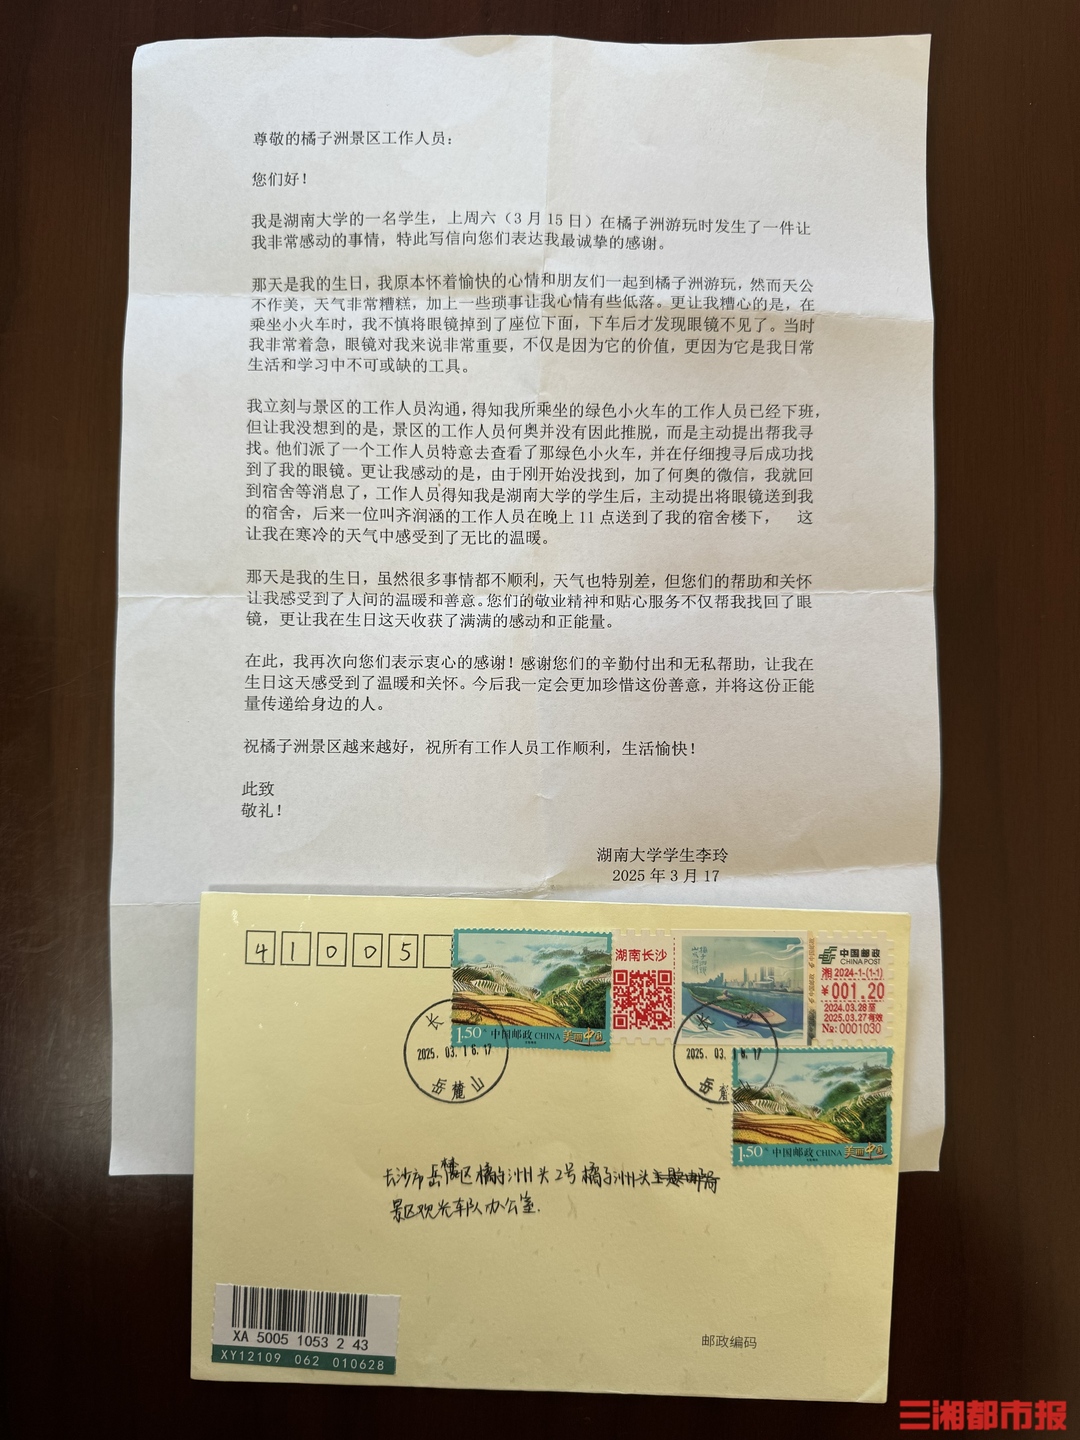 尊敬的橘子洲景区工作人员：
您们好！
我是湖南大学的一名学生，上周六（3月15日）在橘子洲游玩时发生了一件让
我非常感动的事情，特此写信向您们表达我最诚挚的感谢。
那天是我的生日，我原本怀着愉快的心情和朋友们一起到橘子洲游玩，然而天公
不作美，天气非常糟糕，加上一些琐事让我心情有些低落。更让我糟心的是，在
乘坐小火车时，我不慎将眼镜掉到了座位下面，下车后才发现眼镜不见了。当时
我非常着急，眼镜对我来说非常重要，不仅是因为它的价值，更因为它是我日常
生活和学习中不可或缺的工具。
我立刻与景区的工作人员沟通，得知我所乘坐的绿色小火车的工作人员已经下班，
但让我没想到的是，景区的工作人员何奥并没有因此推脱，而是主动提出帮我寻
找。他们派了一个工作人员特意去查看了那绿色小火车，并在仔细搜寻后成功找
到了我的眼镜。更让我感动的是，由于刚开始没找到，加了何奥的微信，我就回
到宿舍等消息了，工作人员得知我是湖南大学的学生后，主动提出将眼镜送到我
的宿舍，后来一位叫齐润涵的工作人员在晚上11点送到了我的宿舍楼下， 这
让我在寒冷的天气中感受到了无比的温暖。
那天是我的生日，虽然很多事情都不顺利，天气也特别差，但您们的帮助和关怀
让我感受到了人间的温暖和善意。您们的敬业精神和贴心服务不仅帮我找回了眼
镜，更让我在生日这天收获了满满的感动和正能量。
在此，我再次向您们表示衷心的感谢！感谢您们的辛勤付出和无私帮助，让我在
生日这天感受到了温暖和关怀。今后我一定会更加珍惜这份善意，并将这份正能
量传递给身边的人。
祝橘子洲景区越来越好，祝所有工作人员工作顺利，生活愉快！
此致
敬礼！
湖南大学学生李玲
2025年3月17
41005
1.50元 中国邮政 CHINA 美丽中国
湖南长沙
中国邮政
CHINA POST
湘 2024-1-(1-1)
¥001.20
2024.03.28至
2025.03.27有效
№:0001030
长
2025.03.16.17
岳麓山
2025.03.16.17
岳麓
1.50元 中国邮政 CHINA 美丽中国
长沙市岳麓区橘子洲头2号橘子洲头
景区观光车队办公室.
XA 5005 1053 2 43
XY12109 062 010628
邮政编码
三湘都市报